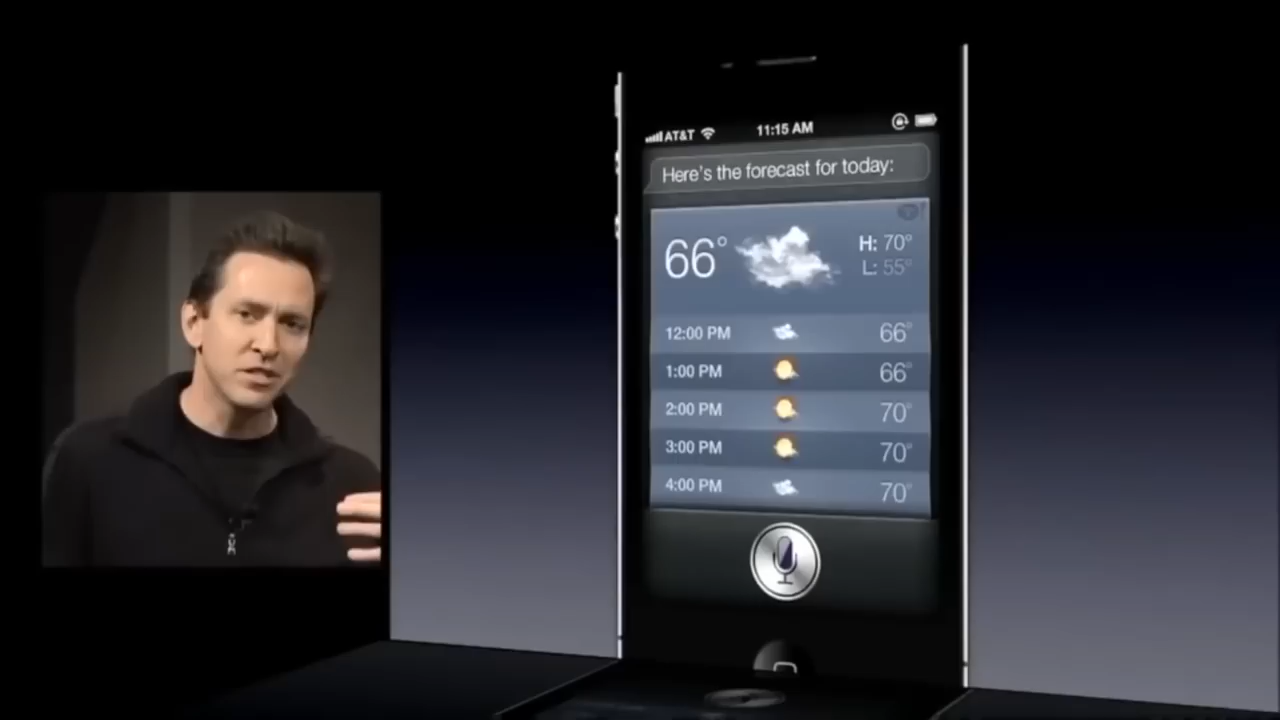 AT&T 11:15 AM
Here's the forecast for today:
66° H: 70°
L: 55°
12:00 PM 66°
1:00 PM 66°
2:00 PM 70°
3:00 PM 70°
4:00 PM 70°